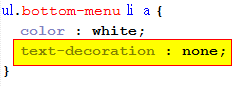 ul.bottom-menu li a {
color : white;
text-decoration : none;
}